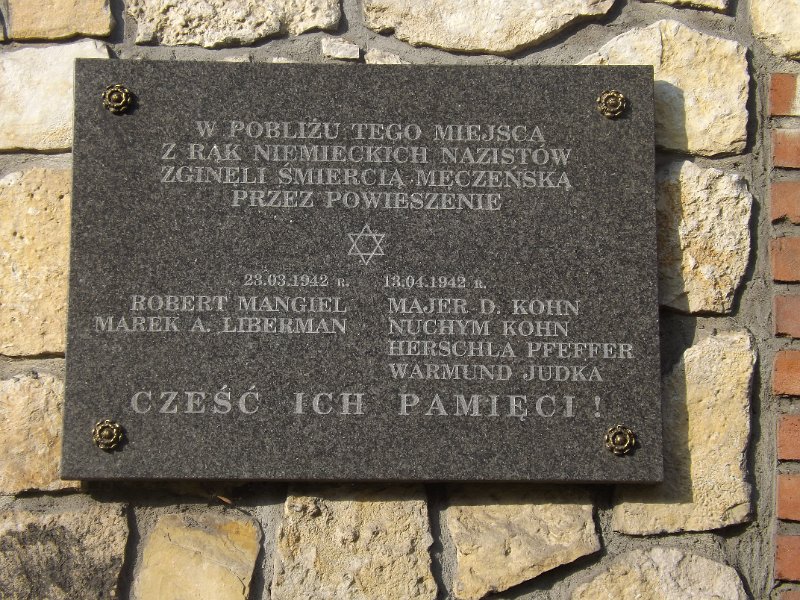 W POBLIŻU TEGO MIEJSCA
Z RĄK NIEMIECKICH NAZISTÓW
ZGINELI ŚMIERCIĄ MĘCZEŃSKĄ
PRZEZ POWIESZENIE
23.03.1942 R.
ROBERT MANGIEL
MAREK A. LIBERMAN
13.04.1942 R.
MAJER D. KOHN
NUCHYM KOHN
HERSCHLA PFEFFER
WARMUND JUDKA
CZEŚĆ ICH PAMIĘCI !